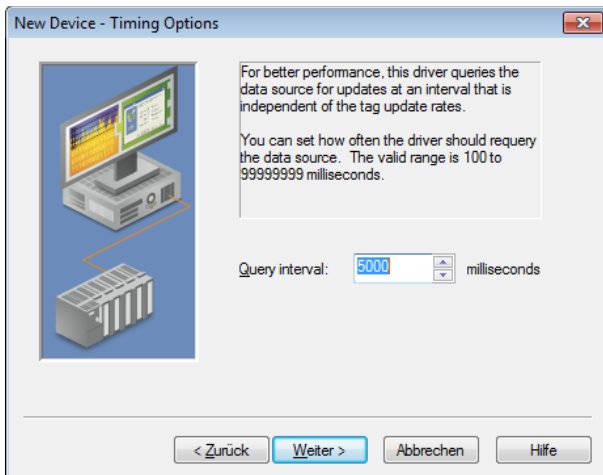 New Device - Timing Options
For better performance, this driver queries the
data source for updates at an interval that is
independent of the tag update rates.
You can set how often the driver should requery
the data source.  The valid range is 100 to
99999999 milliseconds.
Query interval: 5000 milliseconds
< Zurück Weiter > Abbrechen Hilfe